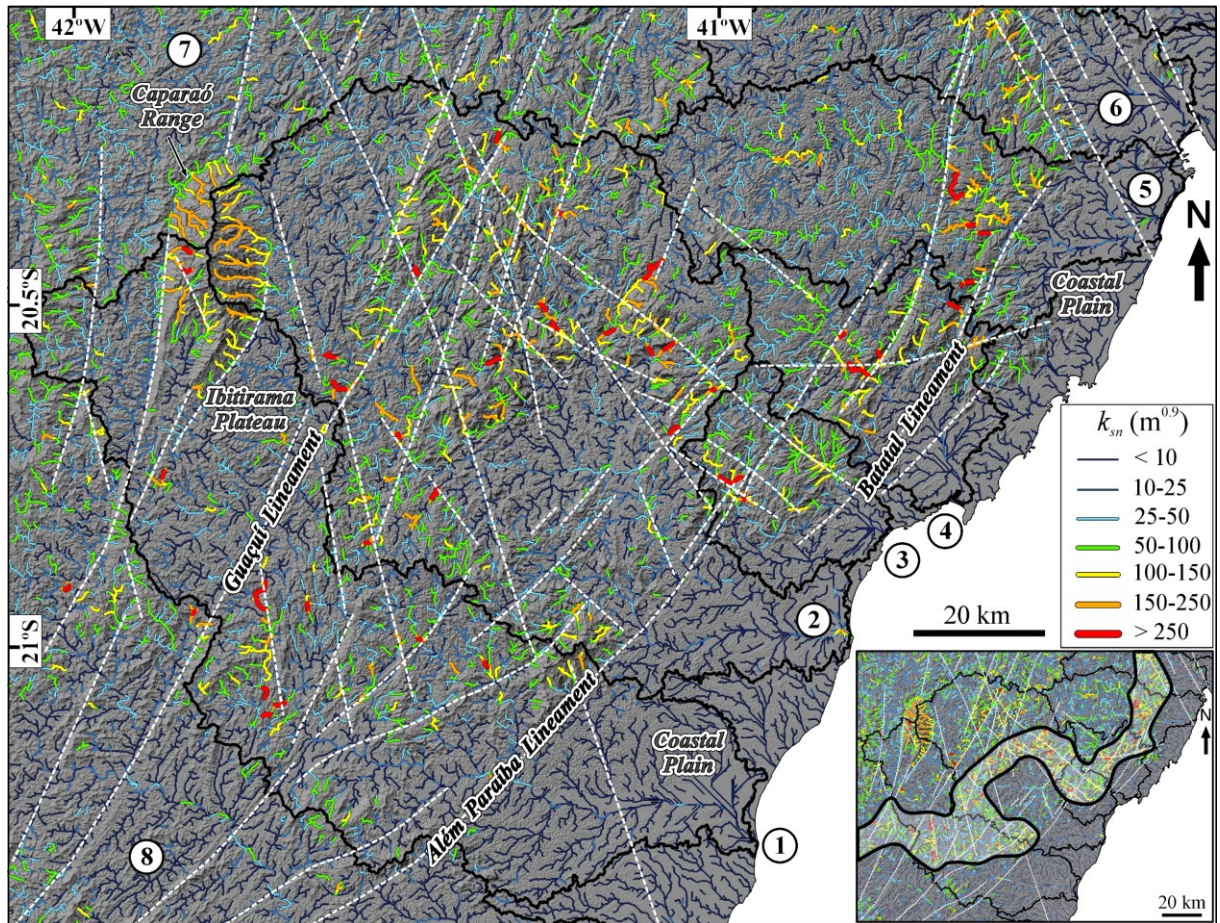 42°W
41°W
7
Caparaó
Range
6
5
N
20.5°S
Coastal
Plain
Ibitirama
Plateau
Guaçuí Lineament
Batatal Lineament
k_sn (m^0.9)
< 10
10-25
25-50
50-100
100-150
150-250
> 250
4
3
20 km
2
21°S
Além Paraíba Lineament
Coastal
Plain
1
8
N
20 km